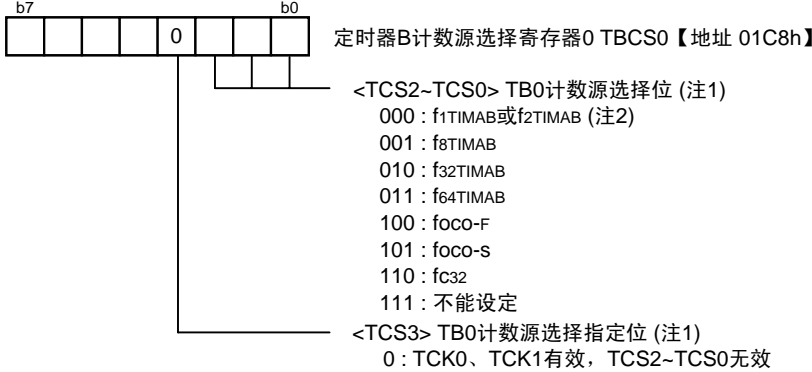 b7 b0
0
定时器B计数源选择寄存器0 TBCS0【地址 01C8h】
<TCS2~TCS0> TB0计数源选择位 (注1)
000 : f1TIMAB或f2TIMAB (注2)
001 : f8TIMAB
010 : f32TIMAB
011 : f64TIMAB
100 : foco-F
101 : foco-s
110 : fc32
111 : 不能设定
<TCS3> TB0计数源选择指定位 (注1)
0 : TCK0、TCK1有效，TCS2~TCS0无效